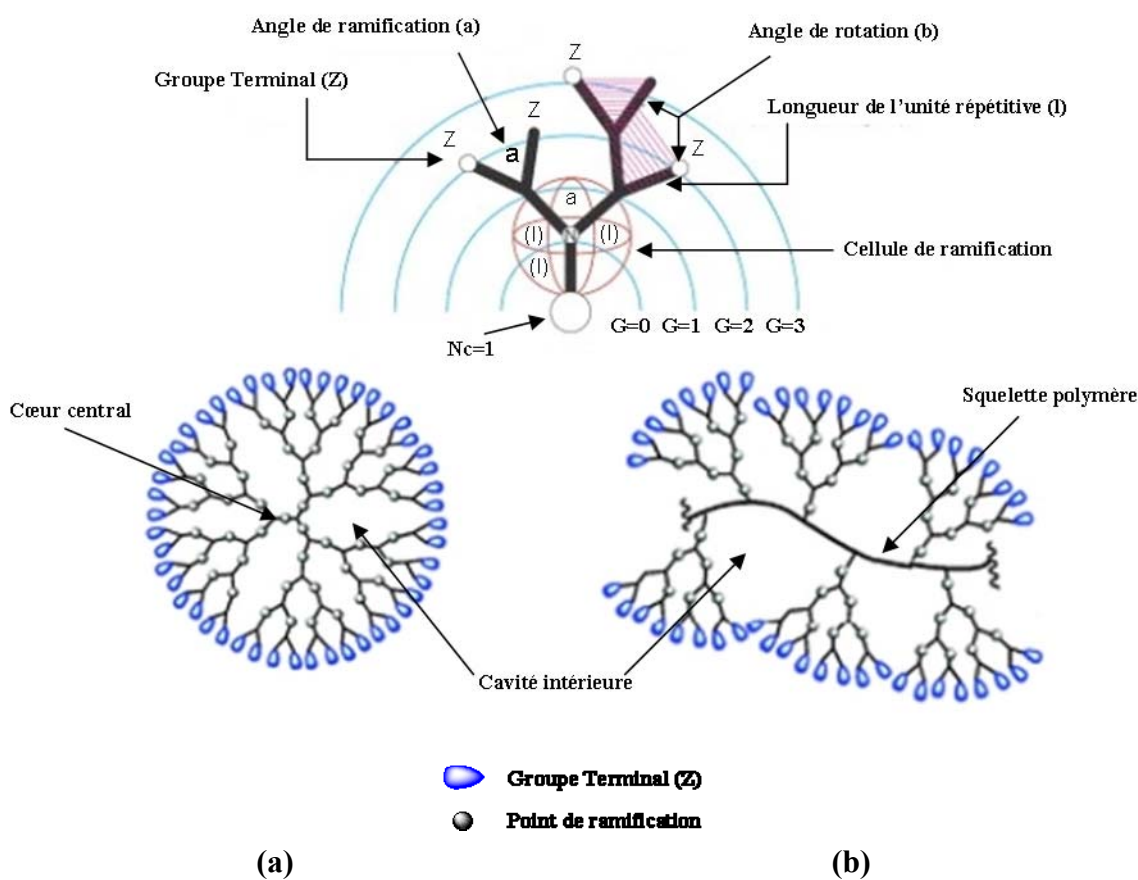 Angle de ramification (a)
Angle de rotation (b)
Groupe Terminal (Z)
Z
Z
Longueur de l'unité répétitive (l)
Z
a
Z
a
(l)
N
(l)
Cellule de ramification
(l)
G=0 G=1 G=2 G=3
Nc=1
Cœur central
Squelette polymère
Cavité intérieure
Groupe Terminal (Z)
Point de ramification
(a)
(b)